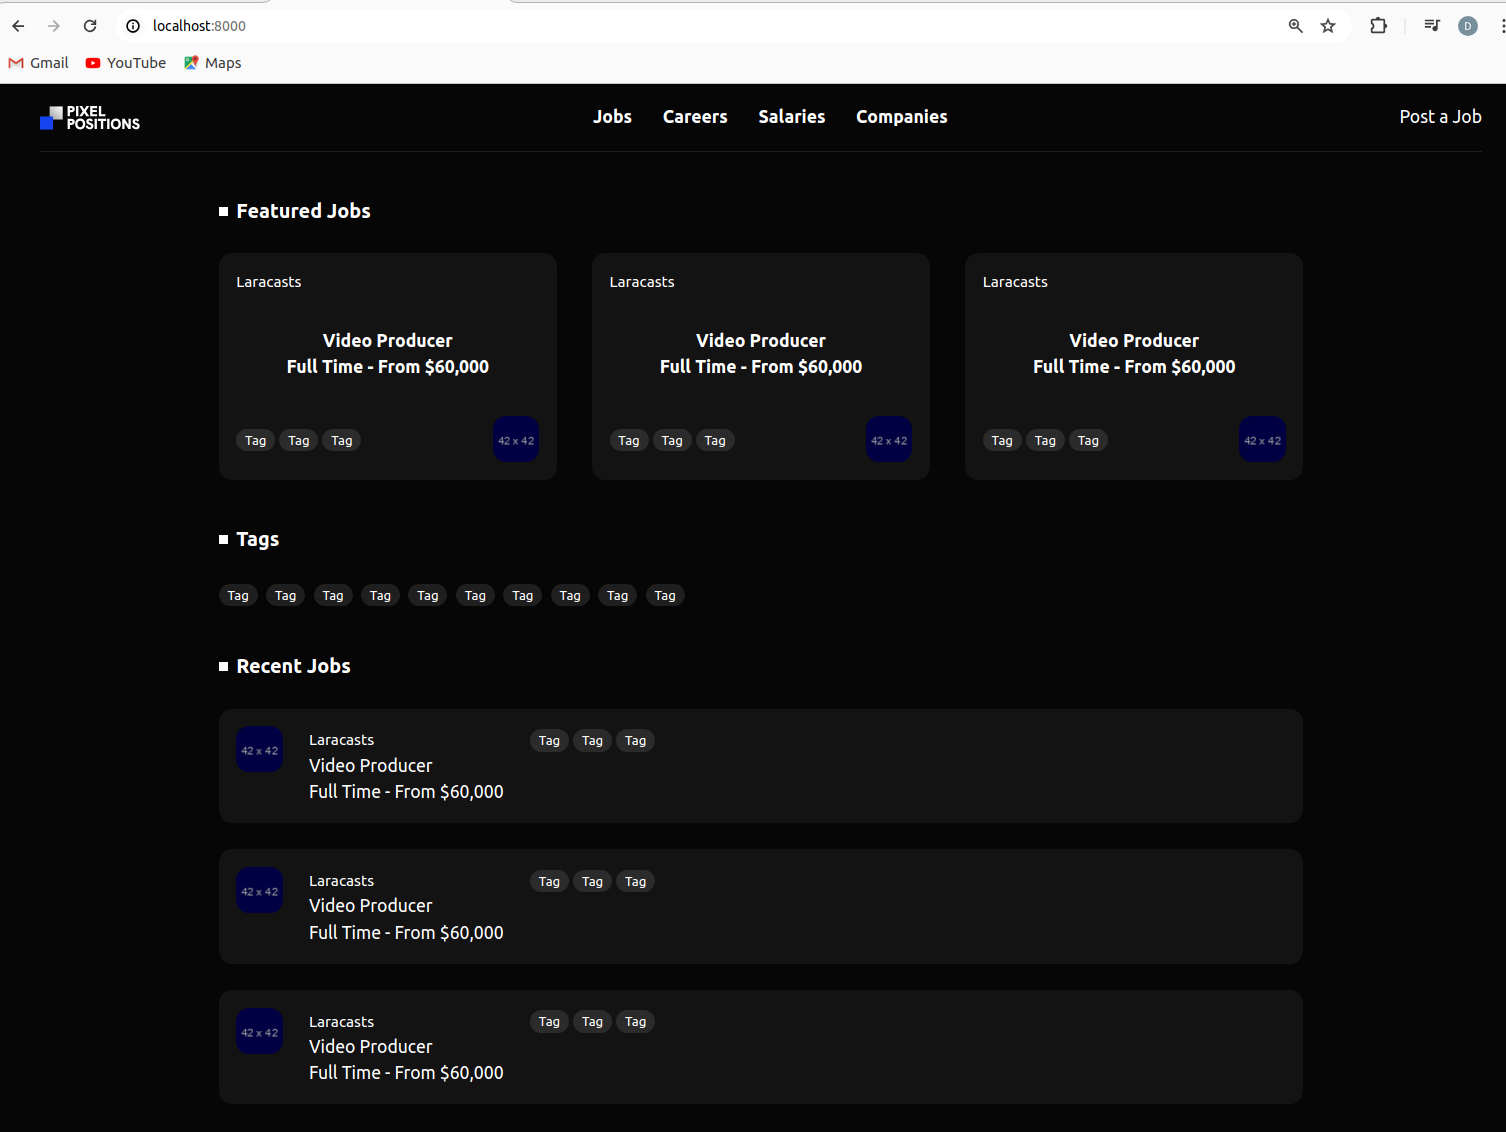 localhost:8000
D
Gmail YouTube Maps
PIXEL
POSITIONS
Jobs Careers Salaries Companies
Post a Job
Featured Jobs
Laracasts
Video Producer
Full Time - From $60,000
Tag Tag Tag
42 x 42
Laracasts
Video Producer
Full Time - From $60,000
Tag Tag Tag
42 x 42
Laracasts
Video Producer
Full Time - From $60,000
Tag Tag Tag
42 x 42
Tags
Tag Tag Tag Tag Tag Tag Tag Tag Tag Tag
Recent Jobs
42 x 42
Laracasts
Video Producer
Full Time - From $60,000
Tag Tag Tag
42 x 42
Laracasts
Video Producer
Full Time - From $60,000
Tag Tag Tag
42 x 42
Laracasts
Video Producer
Full Time - From $60,000
Tag Tag Tag